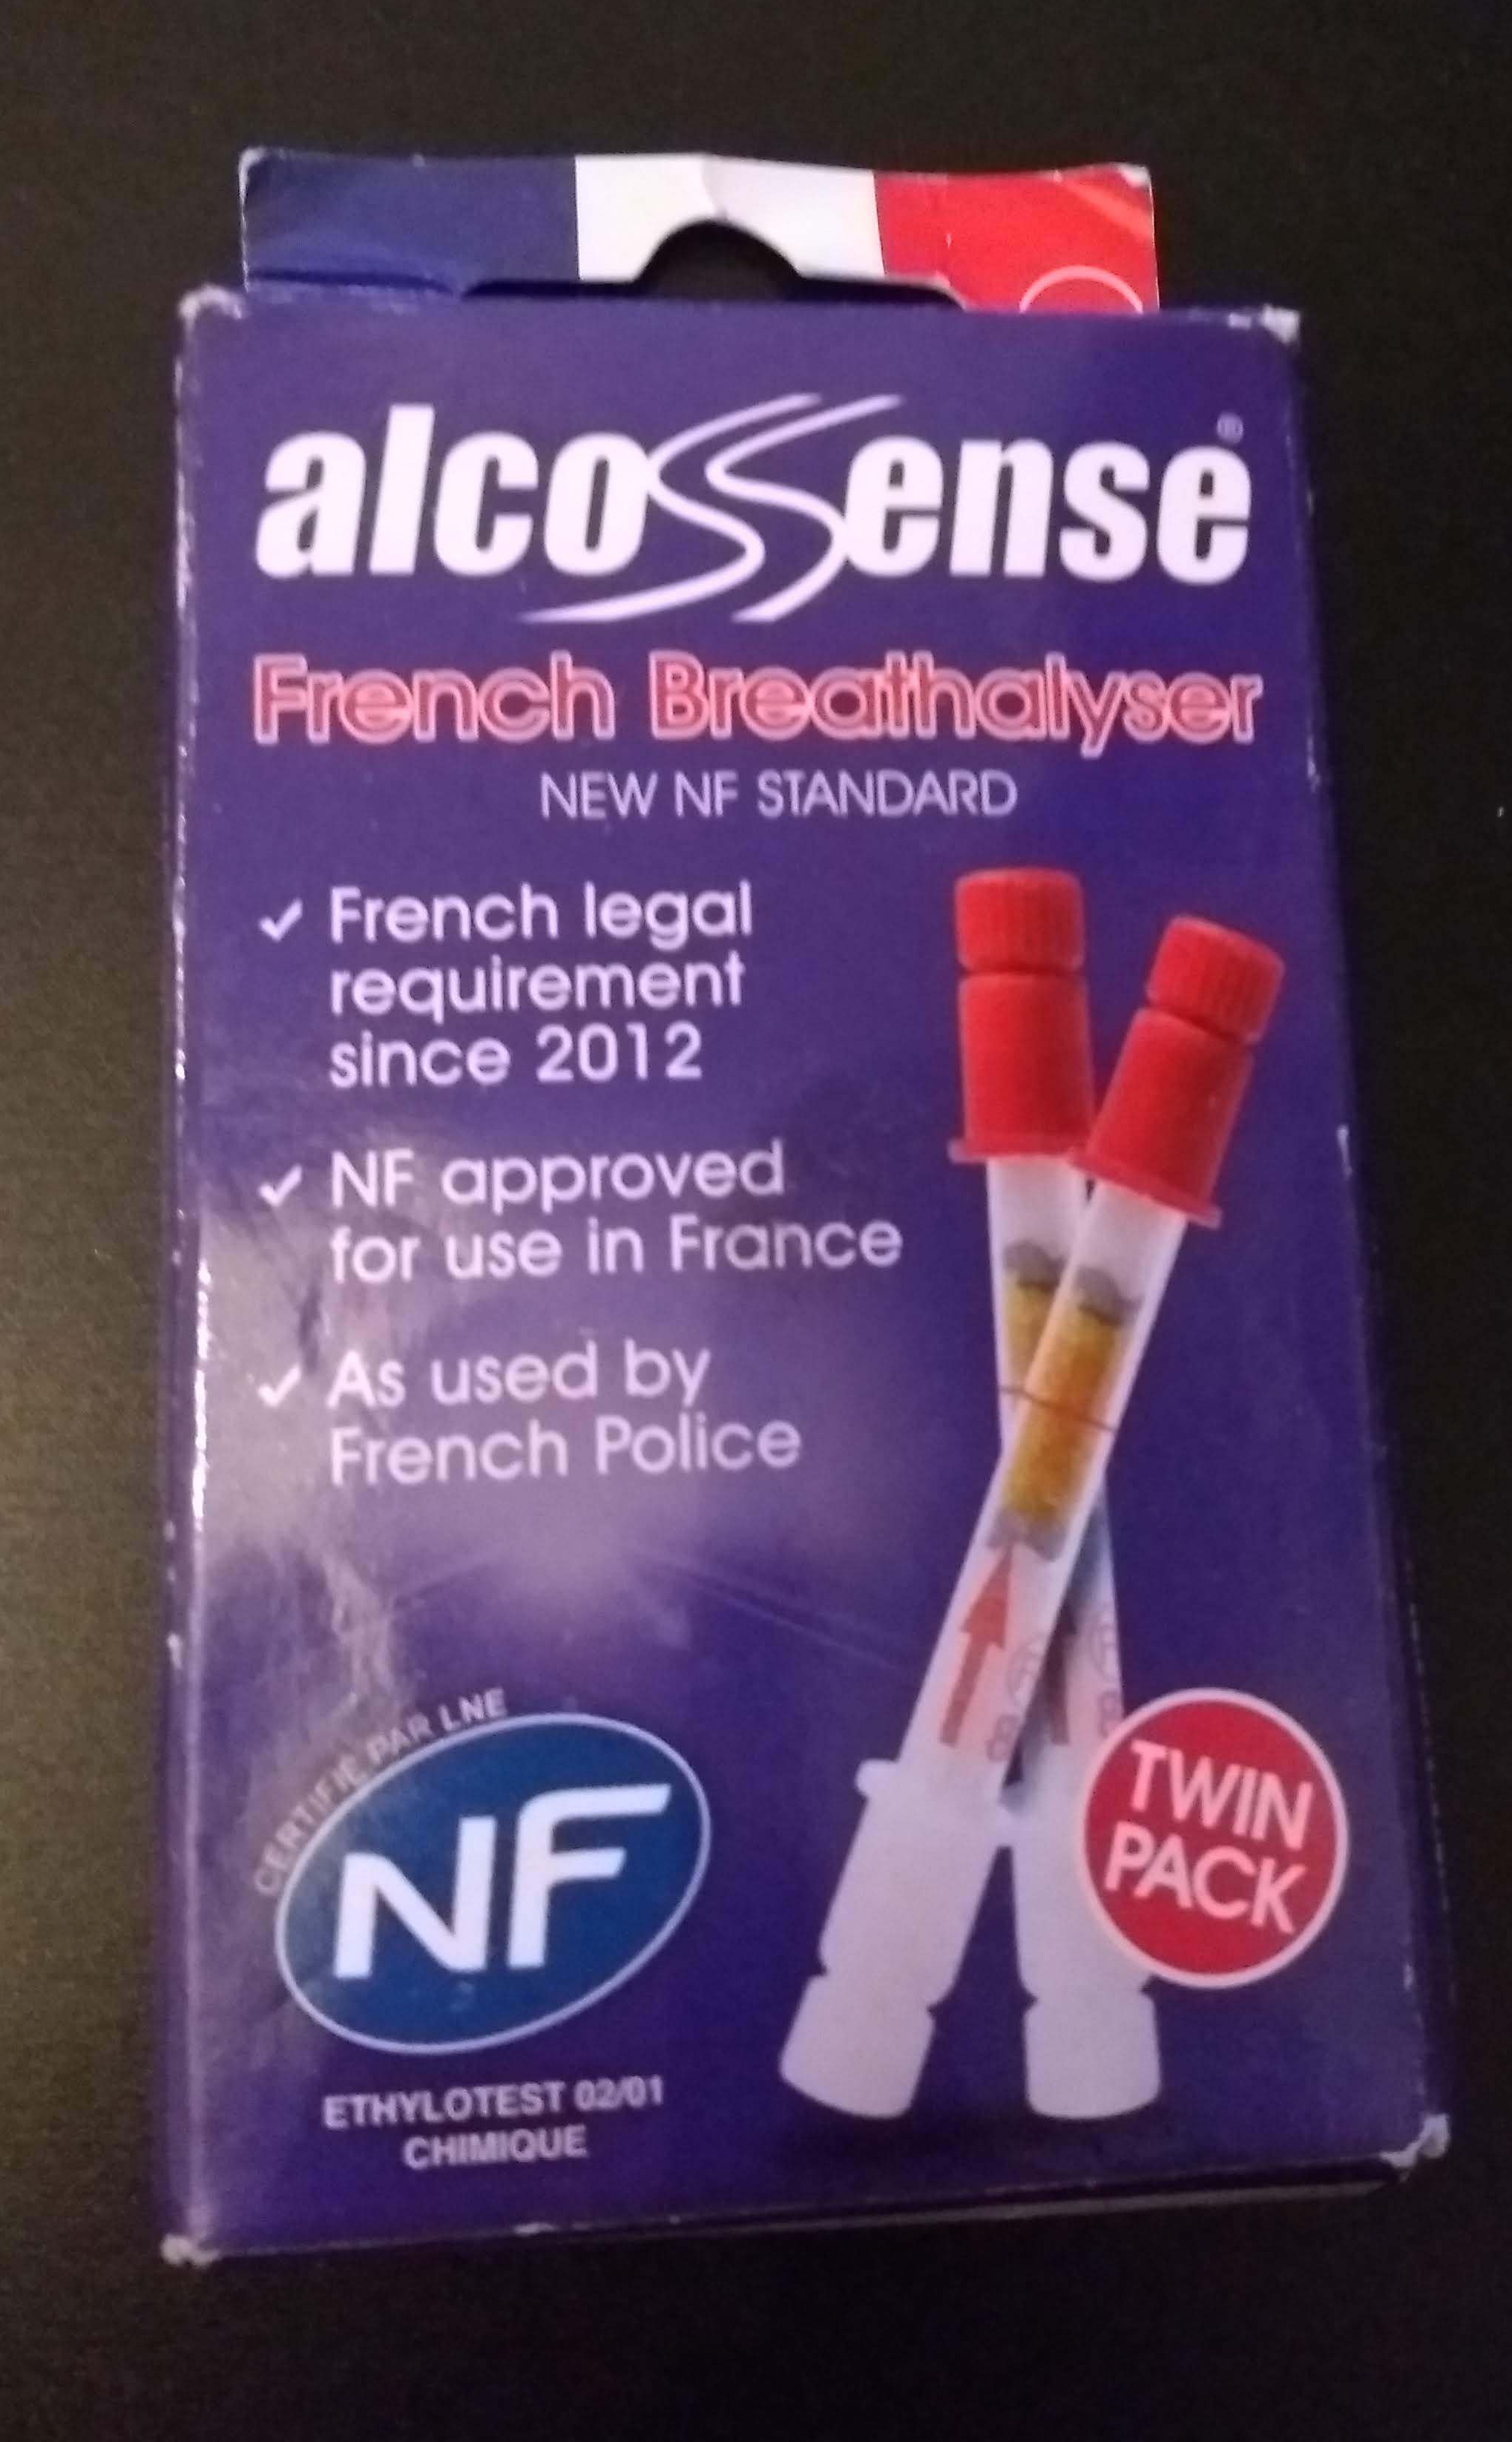 alcoSense®
French Breathalyser
NEW NF STANDARD
✓ French legal
requirement
since 2012
✓ NF approved
for use in France
✓ As used by
French Police
CERTIFIÉ PAR LNE
NF
ETHYLOTEST 02/01
CHIMIQUE
TWIN
PACK